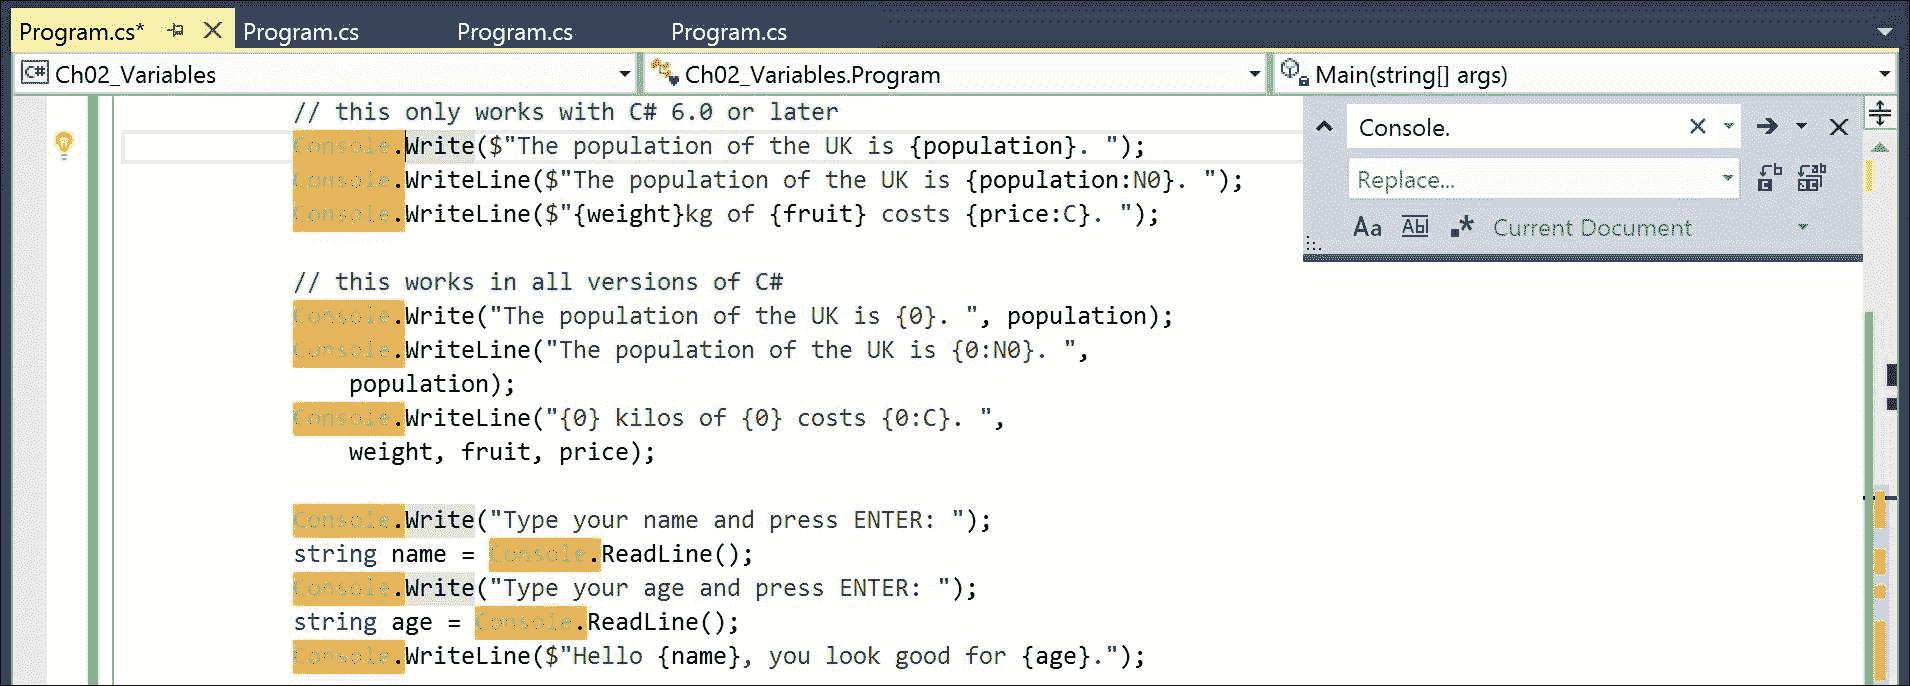 Program.cs* Program.cs Program.cs Program.cs
C# Ch02_Variables Ch02_Variables.Program Main(string[] args)
Console.
Replace...
Aa Abl .* Current Document
// this only works with C# 6.0 or later
Console.Write($"The population of the UK is {population}. ");
Console.WriteLine($"The population of the UK is {population:N0}. ");
Console.WriteLine($"{weight}kg of {fruit} costs {price:C}. ");
// this works in all versions of C#
Console.Write("The population of the UK is {0}. ", population);
Console.WriteLine("The population of the UK is {0:N0}. ",
population);
Console.WriteLine("{0} kilos of {0} costs {0:C}. ",
weight, fruit, price);
Console.Write("Type your name and press ENTER: ");
string name = Console.ReadLine();
Console.Write("Type your age and press ENTER: ");
string age = Console.ReadLine();
Console.WriteLine($"Hello {name}, you look good for {age}.");